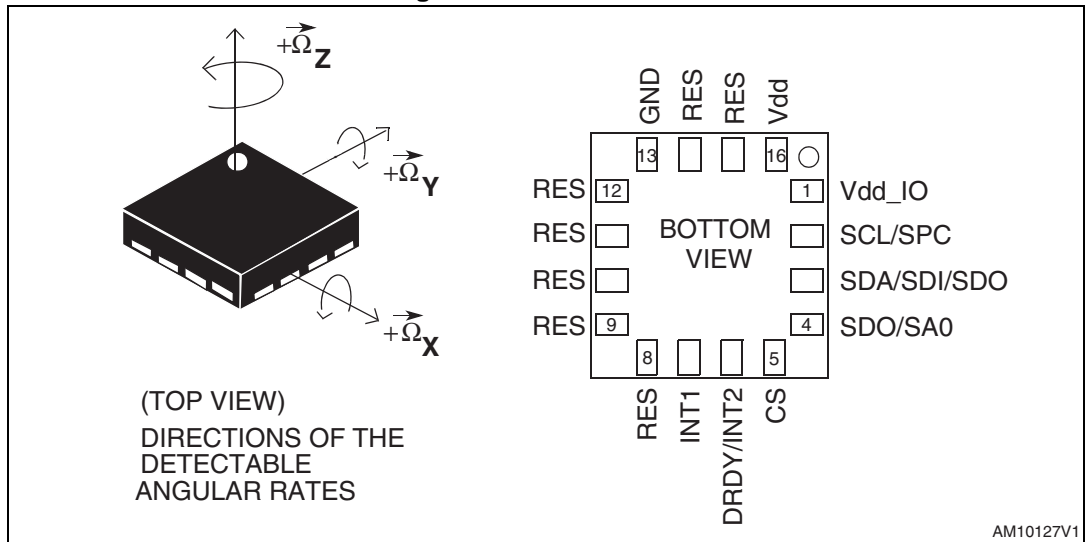 +Ω Z
+Ω Y
+Ω X
(TOP VIEW)
DIRECTIONS OF THE
DETECTABLE
ANGULAR RATES
GND
RES
RES
Vdd
13
16
RES
12
1
Vdd_IO
RES
SCL/SPC
BOTTOM
VIEW
RES
SDA/SDI/SDO
RES
9
4
SDO/SA0
8
5
RES
INT1
DRDY/INT2
CS
AM10127V1